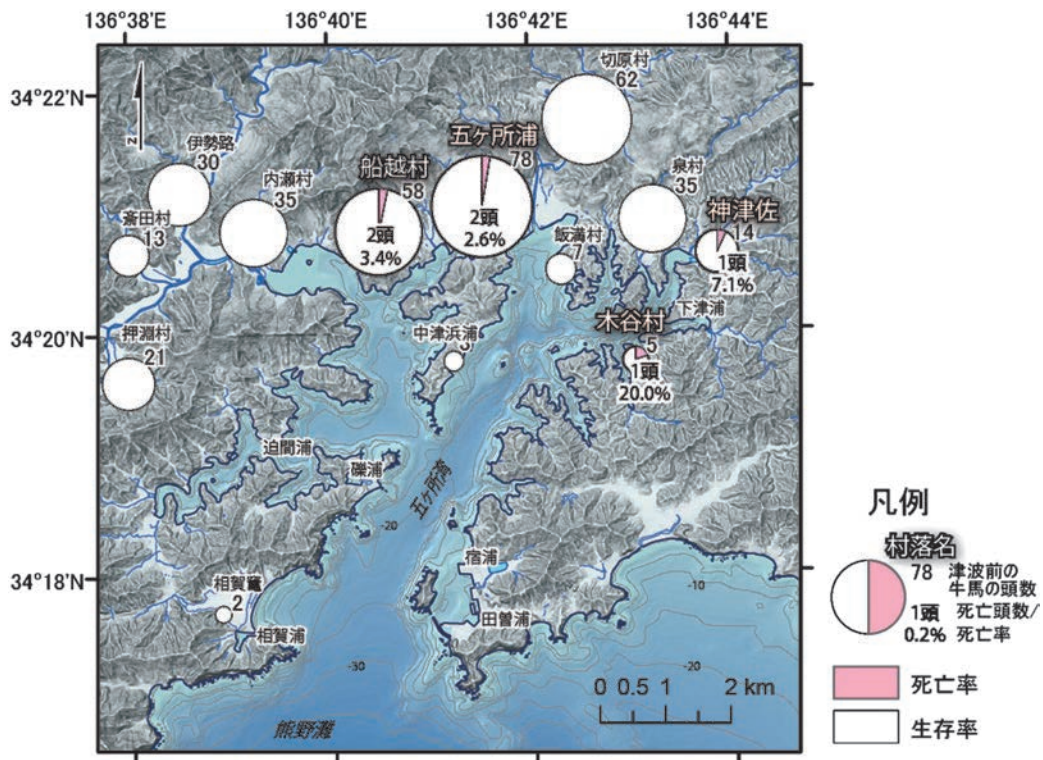 136°38'E
136°40'E
136°42'E
136°44'E
34°22'N
34°20'N
34°18'N
z
切原村
62
五ヶ所浦
78
2頭
2.6%
伊勢路
30
船越村
58
2頭
3.4%
泉村
35
内瀬村
35
神津佐
14
1頭
7.1%
斎田村
13
飯満村
7
下津浦
木谷村
5
1頭
20.0%
中津浜浦
3
押淵村
21
迫間浦
礫浦
五ヶ所湾
-20
宿浦
-10
相賀竈
2
田曽浦
相賀浦
-30
-20
熊野灘
0 0.5 1 2 km
凡例
村落名
78 津波前の
牛馬の頭数
1頭 死亡頭数/
0.2% 死亡率
死亡率
生存率